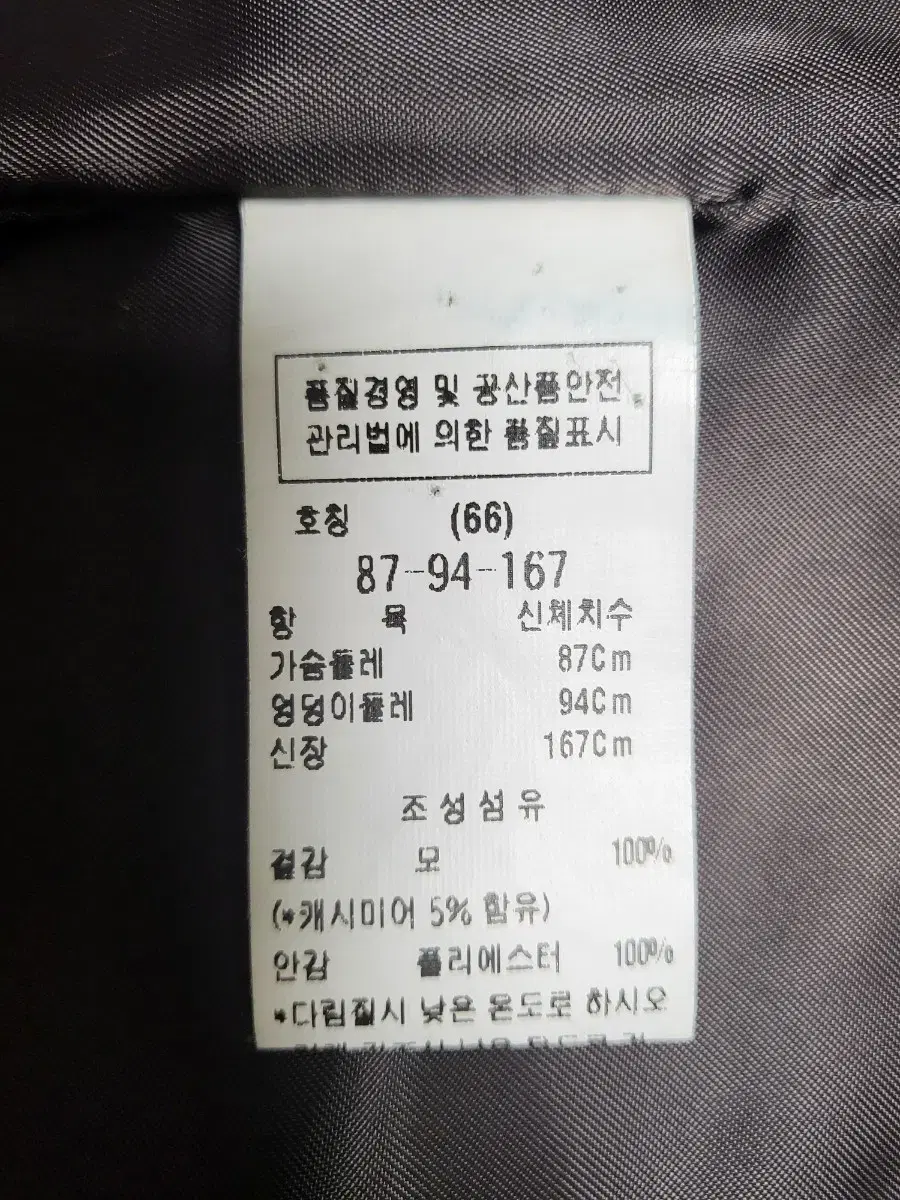 품질경영 및 공산품안전
관리법에 의한 품질표시
호칭 (66)
87-94-167
항 목 신체치수
가슴둘레 87Cm
엉덩이둘레 94Cm
신장 167Cm
조성섬유
겉감 모 100%
(*캐시미어 5% 함유)
안감 폴리에스터 100%
*다림질시 낮은 온도로 하시오